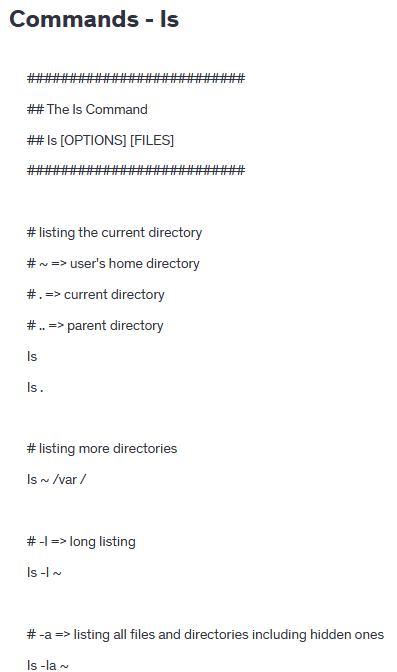 Commands - ls
##########################
## The ls Command
## ls [OPTIONS] [FILES]
##########################
# listing the current directory
# ~ => user's home directory
# . => current directory
# .. => parent directory
ls
ls .
# listing more directories
ls ~ /var /
# -l => long listing
ls -l ~
# -a => listing all files and directories including hidden ones
ls -la ~